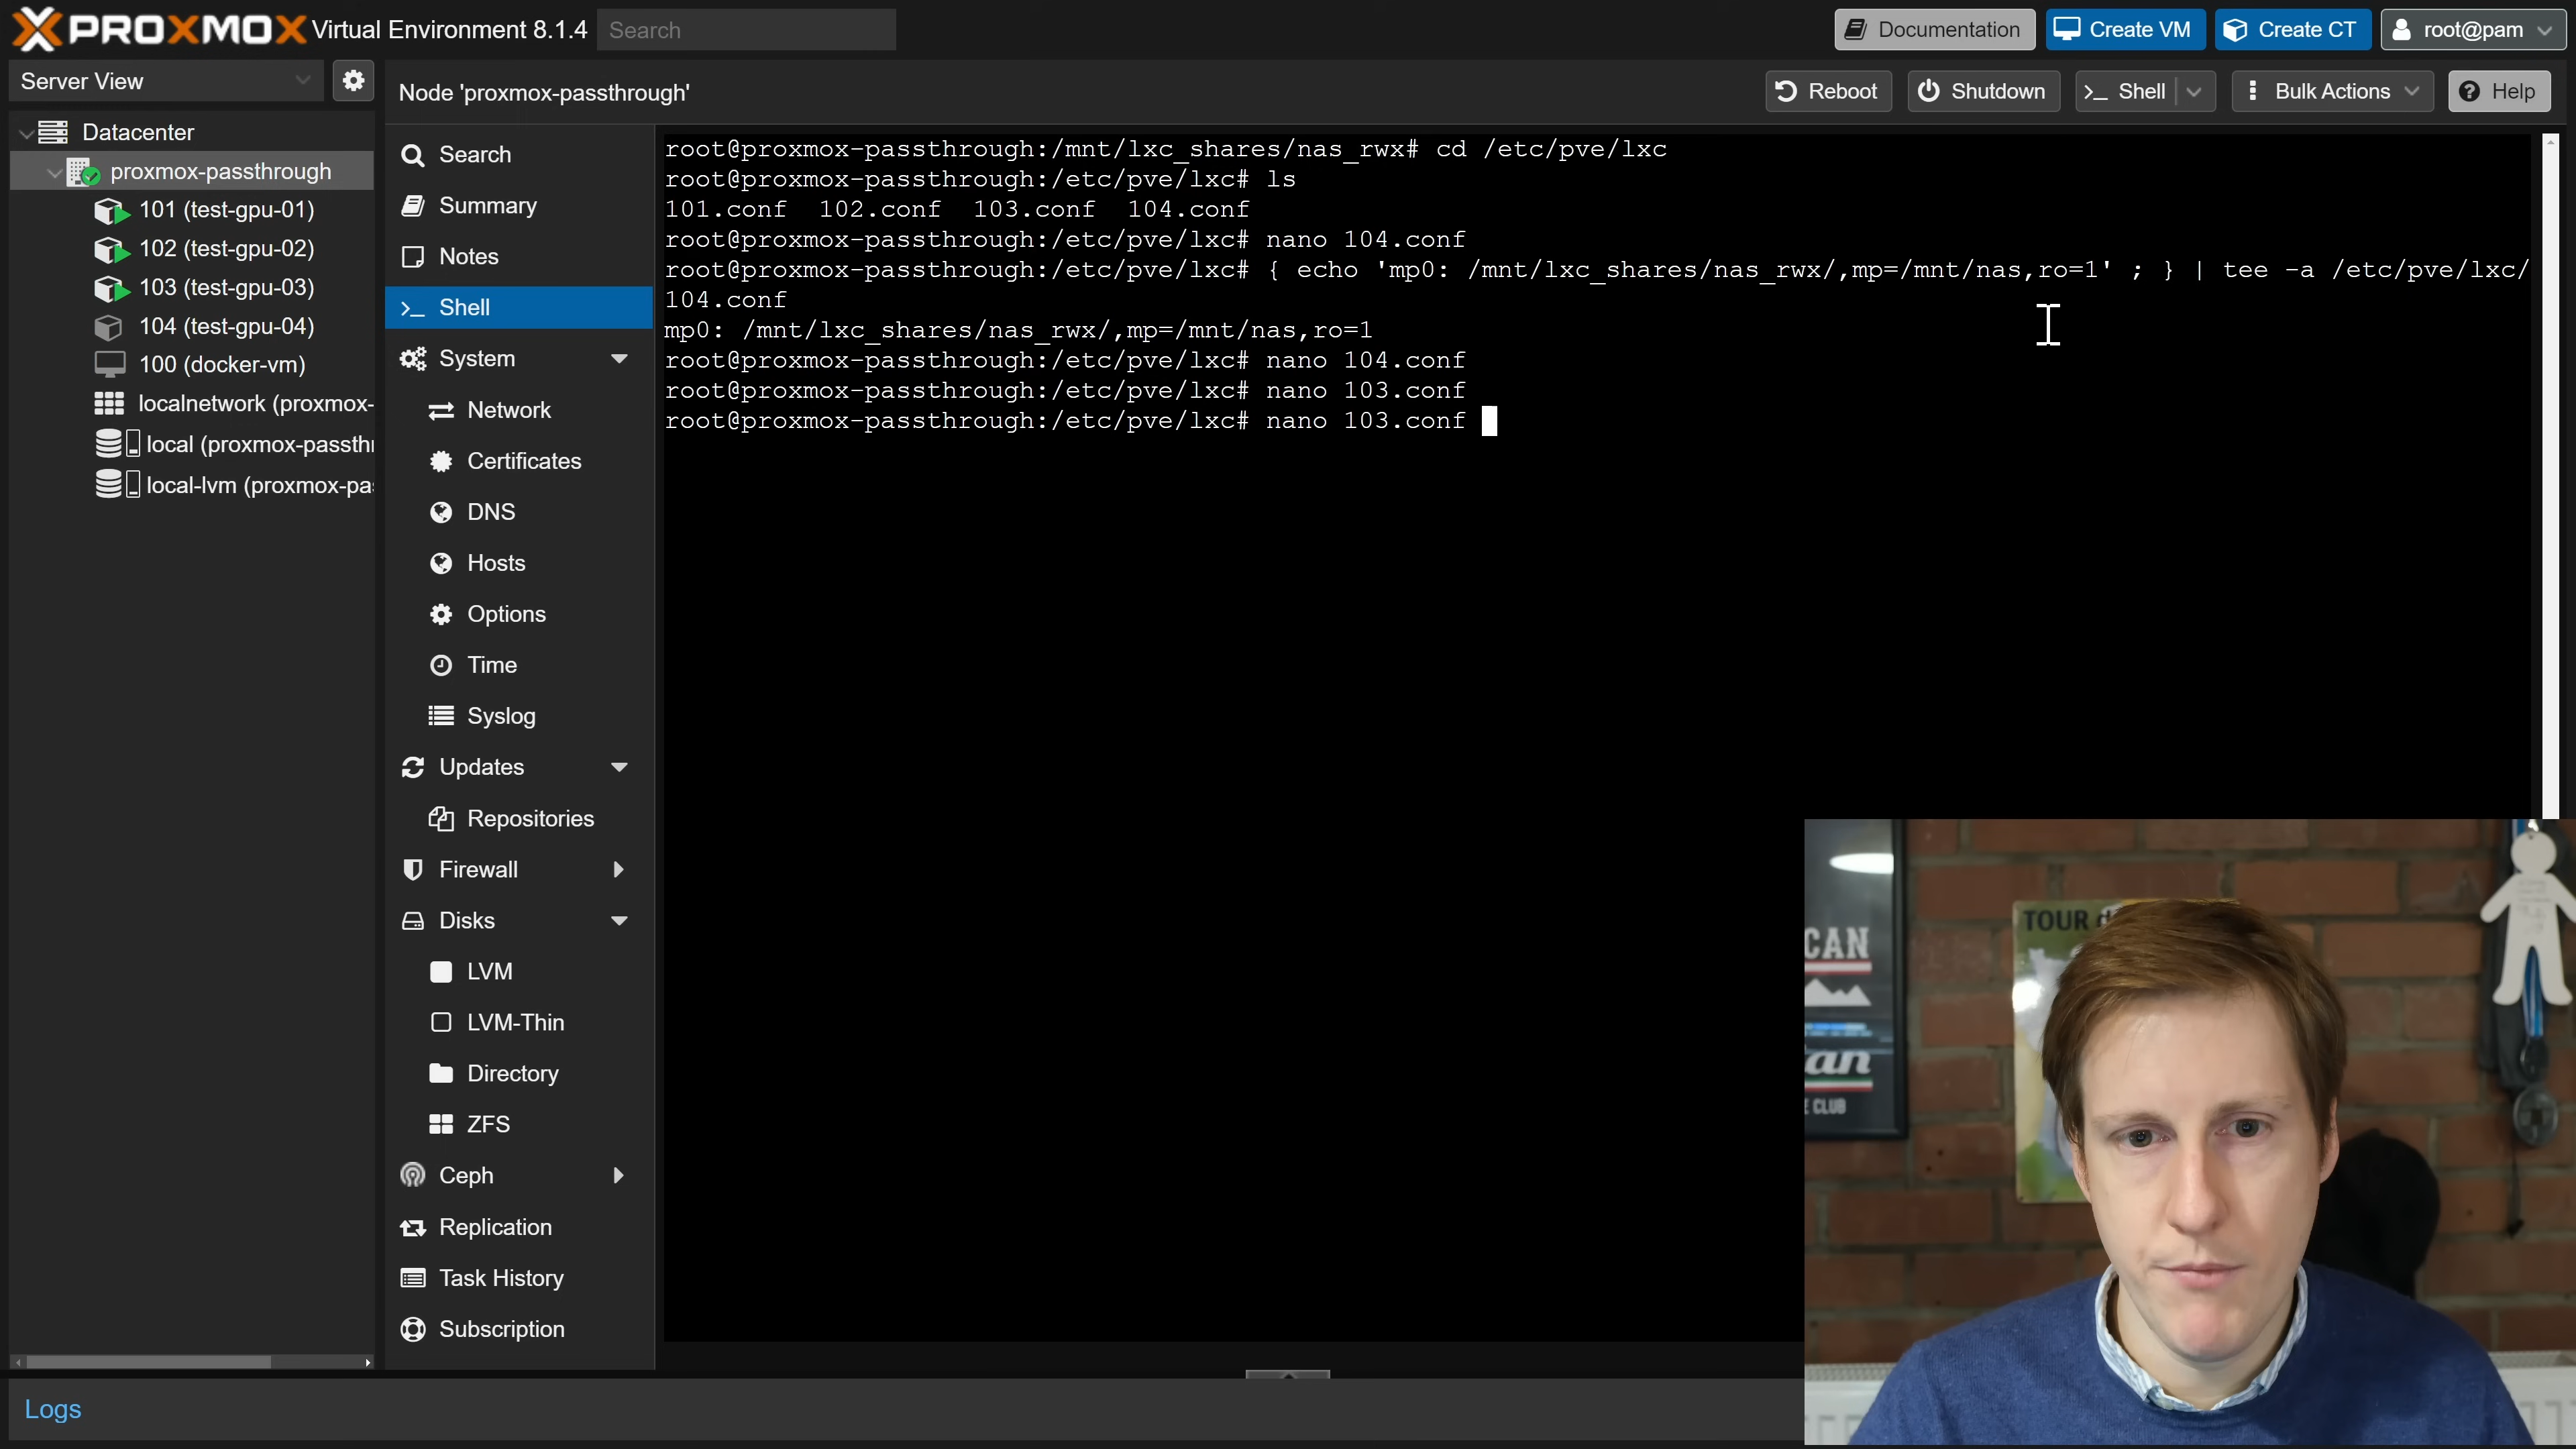 PROXMOX Virtual Environment 8.1.4
Search
Documentation
Create VM
Create CT
root@pam
Server View
Node 'proxmox-passthrough'
Reboot
Shutdown
Shell
Bulk Actions
Help
Datacenter
proxmox-passthrough
101 (test-gpu-01)
102 (test-gpu-02)
103 (test-gpu-03)
104 (test-gpu-04)
100 (docker-vm)
localnetwork (proxmox-
local (proxmox-passthr
local-lvm (proxmox-pas
Search
Summary
Notes
Shell
System
Network
Certificates
DNS
Hosts
Options
Time
Syslog
Updates
Repositories
Firewall
Disks
LVM
LVM-Thin
Directory
ZFS
Ceph
Replication
Task History
Subscription
root@proxmox-passthrough:/mnt/lxc_shares/nas_rwx# cd /etc/pve/lxc
root@proxmox-passthrough:/etc/pve/lxc# ls
101.conf 102.conf 103.conf 104.conf
root@proxmox-passthrough:/etc/pve/lxc# nano 104.conf
root@proxmox-passthrough:/etc/pve/lxc# { echo 'mp0: /mnt/lxc_shares/nas_rwx/,mp=/mnt/nas,ro=1' ; } | tee -a /etc/pve/lxc/
104.conf
mp0: /mnt/lxc_shares/nas_rwx/,mp=/mnt/nas,ro=1
root@proxmox-passthrough:/etc/pve/lxc# nano 104.conf
root@proxmox-passthrough:/etc/pve/lxc# nano 103.conf
root@proxmox-passthrough:/etc/pve/lxc# nano 103.conf
CAN
an
E CLUB
TOUR d
Logs